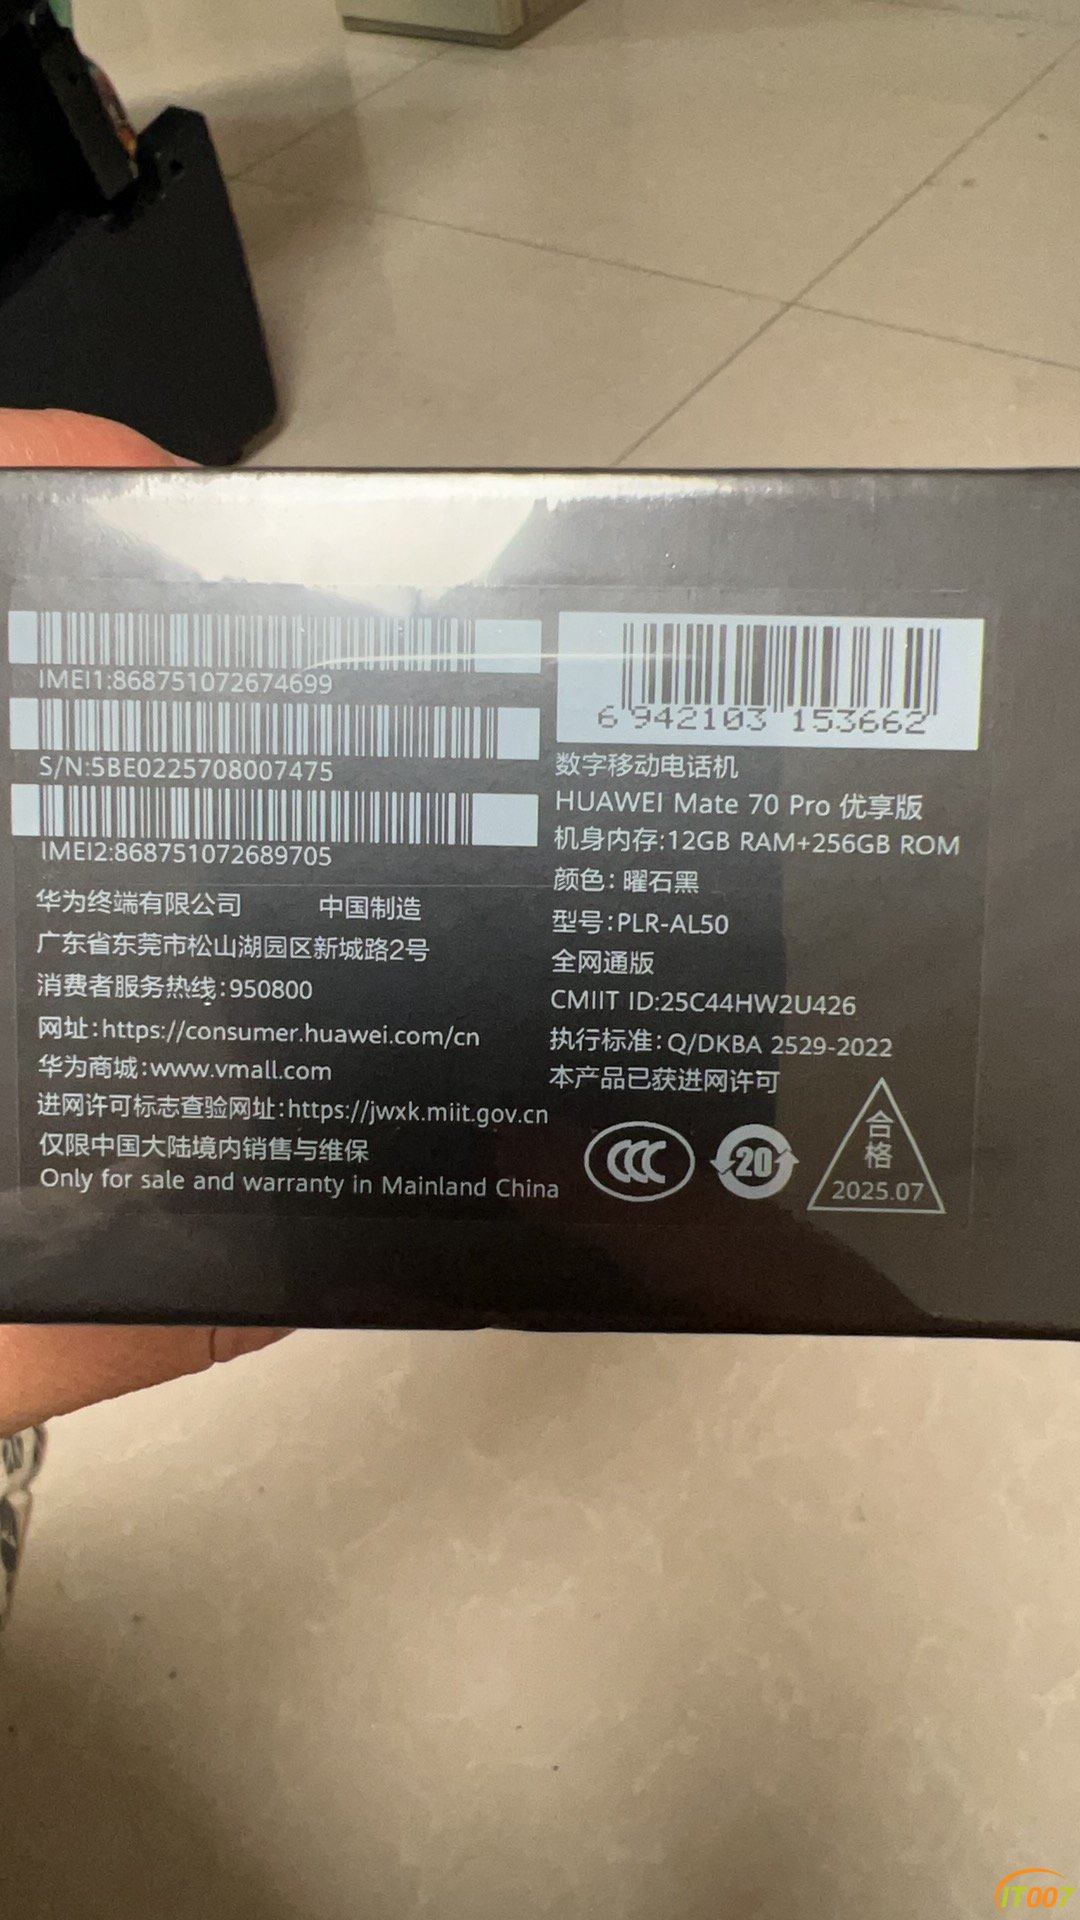 IMEI1:868751072674699
S/N:5BE0225708007475
IMEI2:868751072689705
华为终端有限公司 中国制造
广东省东莞市松山湖园区新城路2号
消费者服务热线:950800
网址:https://consumer.huawei.com/cn
华为商城:www.vmall.com
进网许可标志查验网址:https://jwxk.miit.gov.cn
仅限中国大陆境内销售与维保
Only for sale and warranty in Mainland China
6 942103 153662
数字移动电话机
HUAWEI Mate 70 Pro 优享版
机身内存:12GB RAM+256GB ROM
颜色:曜石黑
型号:PLR-AL50
全网通版
CMIIT ID:25C44HW2U426
执行标准:Q/DKBA 2529-2022
本产品已获进网许可
CCC
20
合
格
2025.07
IT007